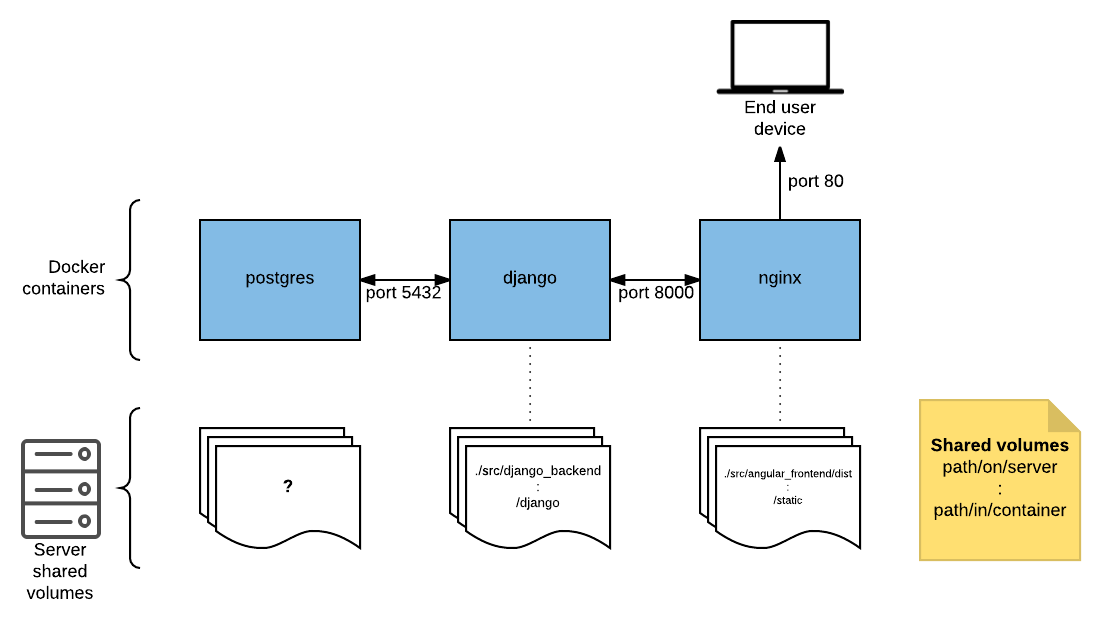 End user
device
port 80
Docker
containers
postgres
port 5432
django
port 8000
nginx
Server
shared
volumes
?
./src/django_backend
:
/django
./src/angular_frontend/dist
:
/static
Shared volumes
path/on/server
:
path/in/container